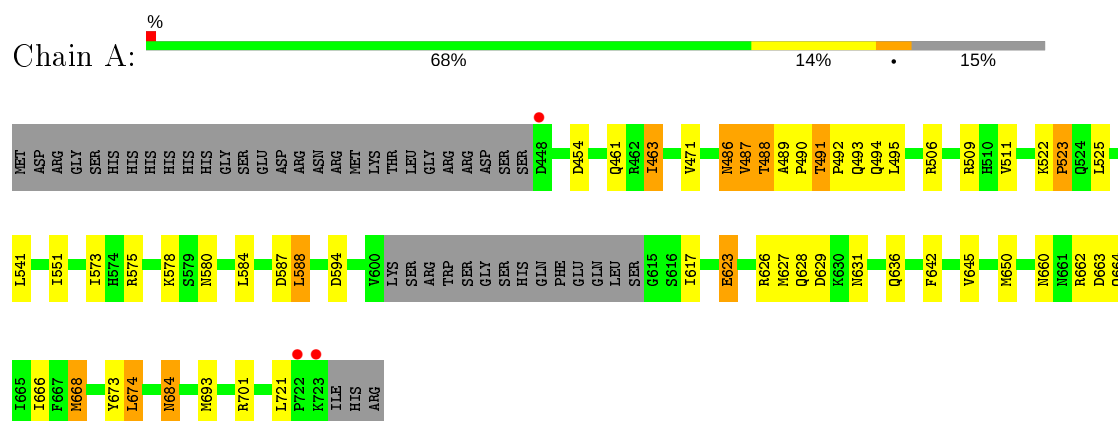 %
Chain A:
68% 14% • 15%
MET ASP ARG GLY SER HIS HIS HIS HIS HIS HIS GLY SER GLU ASP ARG ASN ARG MET LYS THR LEU GLY ARG ARG ASP SER SER D448 D454 Q461 R462 I463 V471 N486 V487 T488 A489 P490 T491 P492 Q493 Q494 L495 R506 R509 H510 V511 K522 P523 Q524 L525
L541 I551 I573 H574 R575 K578 S579 N580 L584 D587 L588 D594 V600 LYS SER ARG TRP SER GLY SER HIS GLN PHE GLU GLN LEU SER G615 S616 I617 E623 R626 M627 Q628 D629 K630 N631 Q636 F642 V645 M650 N660 N661 R662 D663
I665 I666 F667 M668 Y673 L674 N684 M693 R701 L721 P722 K723 ILE HIS ARG